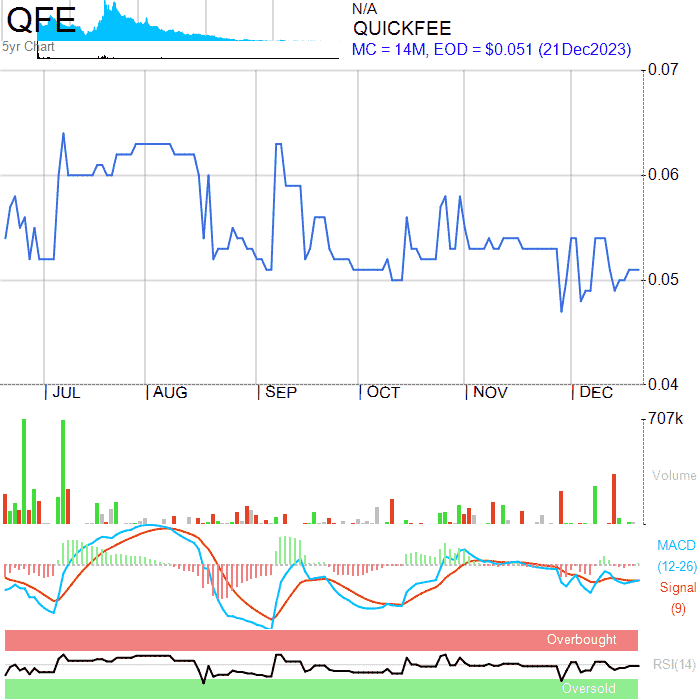 QFE
5yr Chart
N/A
QUICKFEE
MC = 14M, EOD = $0.051 (21Dec2023)
0.07
0.06
0.05
0.04
JUL AUG SEP OCT NOV DEC
707k
Volume
MACD
(12-26)
Signal
(9)
Overbought
RSI(14)
Oversold